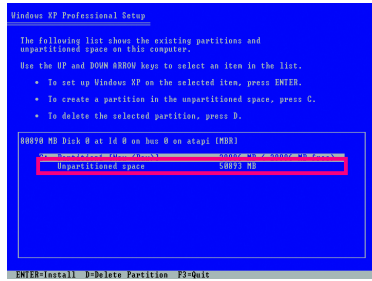 Windows XP Professional Setup
The following list shows the existing partitions and
unpartitioned space on this computer.
Use the UP and DOWN ARROW keys to select an item in the list.
• To set up Windows XP on the selected item, press ENTER.
• To create a partition in the unpartitioned space, press C.
• To delete the selected partition, press D.
80890 MB Disk 0 at Id 0 on bus 0 on atapi [MBR]
Unpartitioned space 50893 MB
ENTER=Install D=Delete Partition F3=Quit